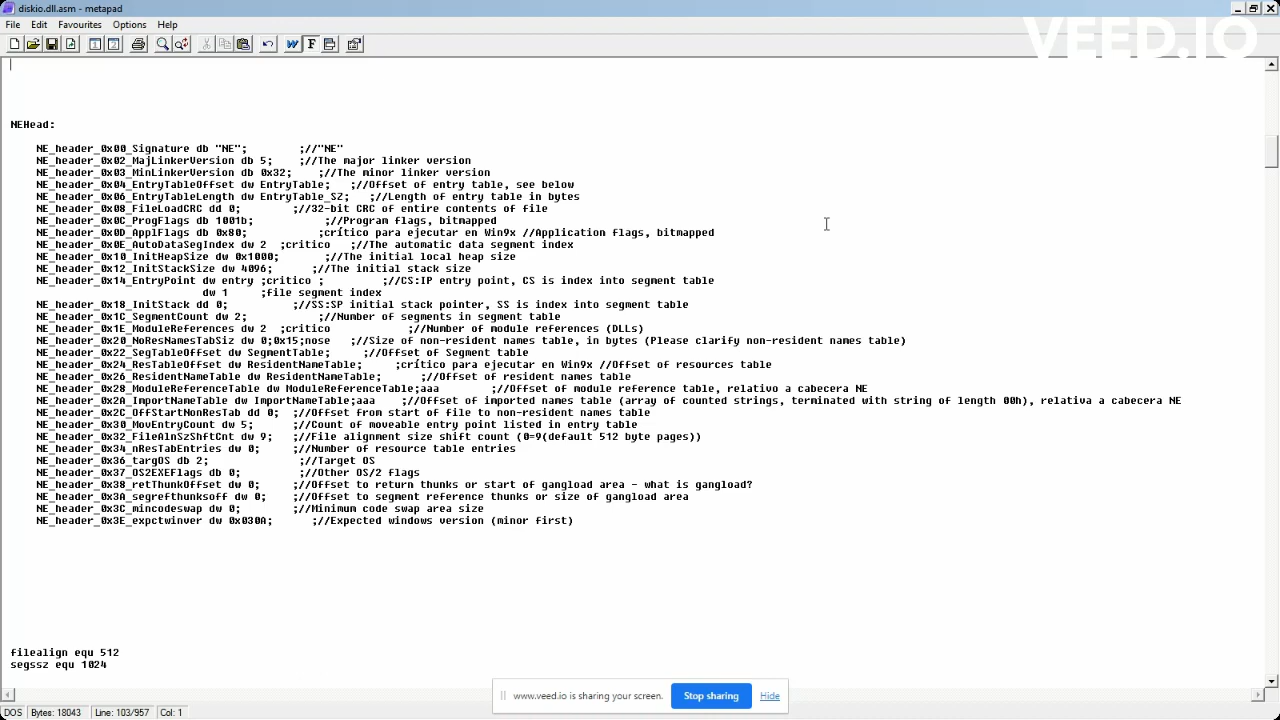 diskio.dll.asm - metapad
VEED.IO
File Edit Favourites Options Help
NEHead:
NE_header_0x00_Signature db "NE"; ;//"NE"
NE_header_0x02_MajLinkerVersion db 5; ;//The major linker version
NE_header_0x03_MinLinkerVersion db 0x32; ;//The minor linker version
NE_header_0x04_EntryTableOffset dw EntryTable; ;//Offset of entry table, see below
NE_header_0x06_EntryTableLength dw EntryTable_SZ; ;//Length of entry table in bytes
NE_header_0x08_FileLoadCRC dd 0; ;//32-bit CRC of entire contents of file
NE_header_0x0C_ProgFlags db 1001b; ;//Program flags, bitmapped
NE_header_0x0D_ApplFlags db 0x80; ;crítico para ejecutar en Win9x //Application flags, bitmapped
NE_header_0x0E_AutoDataSegIndex dw 2 ;critico ;//The automatic data segment index
NE_header_0x10_InitHeapSize dw 0x1000; ;//The initial local heap size
NE_header_0x12_InitStackSize dw 4096; ;//The initial stack size
NE_header_0x14_EntryPoint dw entry ;critico ; ;//CS:IP entry point, CS is index into segment table
dw 1 ;file segment index
NE_header_0x18_InitStack dd 0; ;//SS:SP initial stack pointer, SS is index into segment table
NE_header_0x1C_SegmentCount dw 2; ;//Number of segments in segment table
NE_header_0x1E_ModuleReferences dw 2 ;critico ;//Number of module references (DLLs)
NE_header_0x20_NoResNamesTabSiz dw 0;0x15;nose ;//Size of non-resident names table, in bytes (Please clarify non-resident names table)
NE_header_0x22_SegTableOffset dw SegmentTable; ;//Offset of Segment table
NE_header_0x24_ResTableOffset dw ResidentNameTable; ;crítico para ejecutar en Win9x //Offset of resources table
NE_header_0x26_ResidentNameTable dw ResidentNameTable; ;//Offset of resident names table
NE_header_0x28_ModuleReferenceTable dw ModuleReferenceTable;aaa ;//Offset of module reference table, relativo a cabecera NE
NE_header_0x2A_ImportNameTable dw ImportNameTable;aaa ;//Offset of imported names table (array of counted strings, terminated with string of length 00h), relativa a cabecera NE
NE_header_0x2C_OffStartNonResTab dd 0; ;//Offset from start of file to non-resident names table
NE_header_0x30_MovEntryCount dw 5; ;//Count of moveable entry point listed in entry table
NE_header_0x32_FileAlnSzShftCnt dw 9; ;//File alignment size shift count (0=9(default 512 byte pages))
NE_header_0x34_nResTabEntries dw 0; ;//Number of resource table entries
NE_header_0x36_targOS db 2; ;//Target OS
NE_header_0x37_OS2EXEFlags db 0; ;//Other OS/2 flags
NE_header_0x38_retThunkOffset dw 0; ;//Offset to return thunks or start of gangload area - what is gangload?
NE_header_0x3A_segrefthunksoff dw 0; ;//Offset to segment reference thunks or size of gangload area
NE_header_0x3C_mincodeswap dw 0; ;//Minimum code swap area size
NE_header_0x3E_expctwinver dw 0x030A; ;//Expected windows version (minor first)
filealign equ 512
segssz equ 1024
www.veed.io is sharing your screen. Stop sharing Hide
DOS Bytes: 18043 Line: 103/957 Col: 1